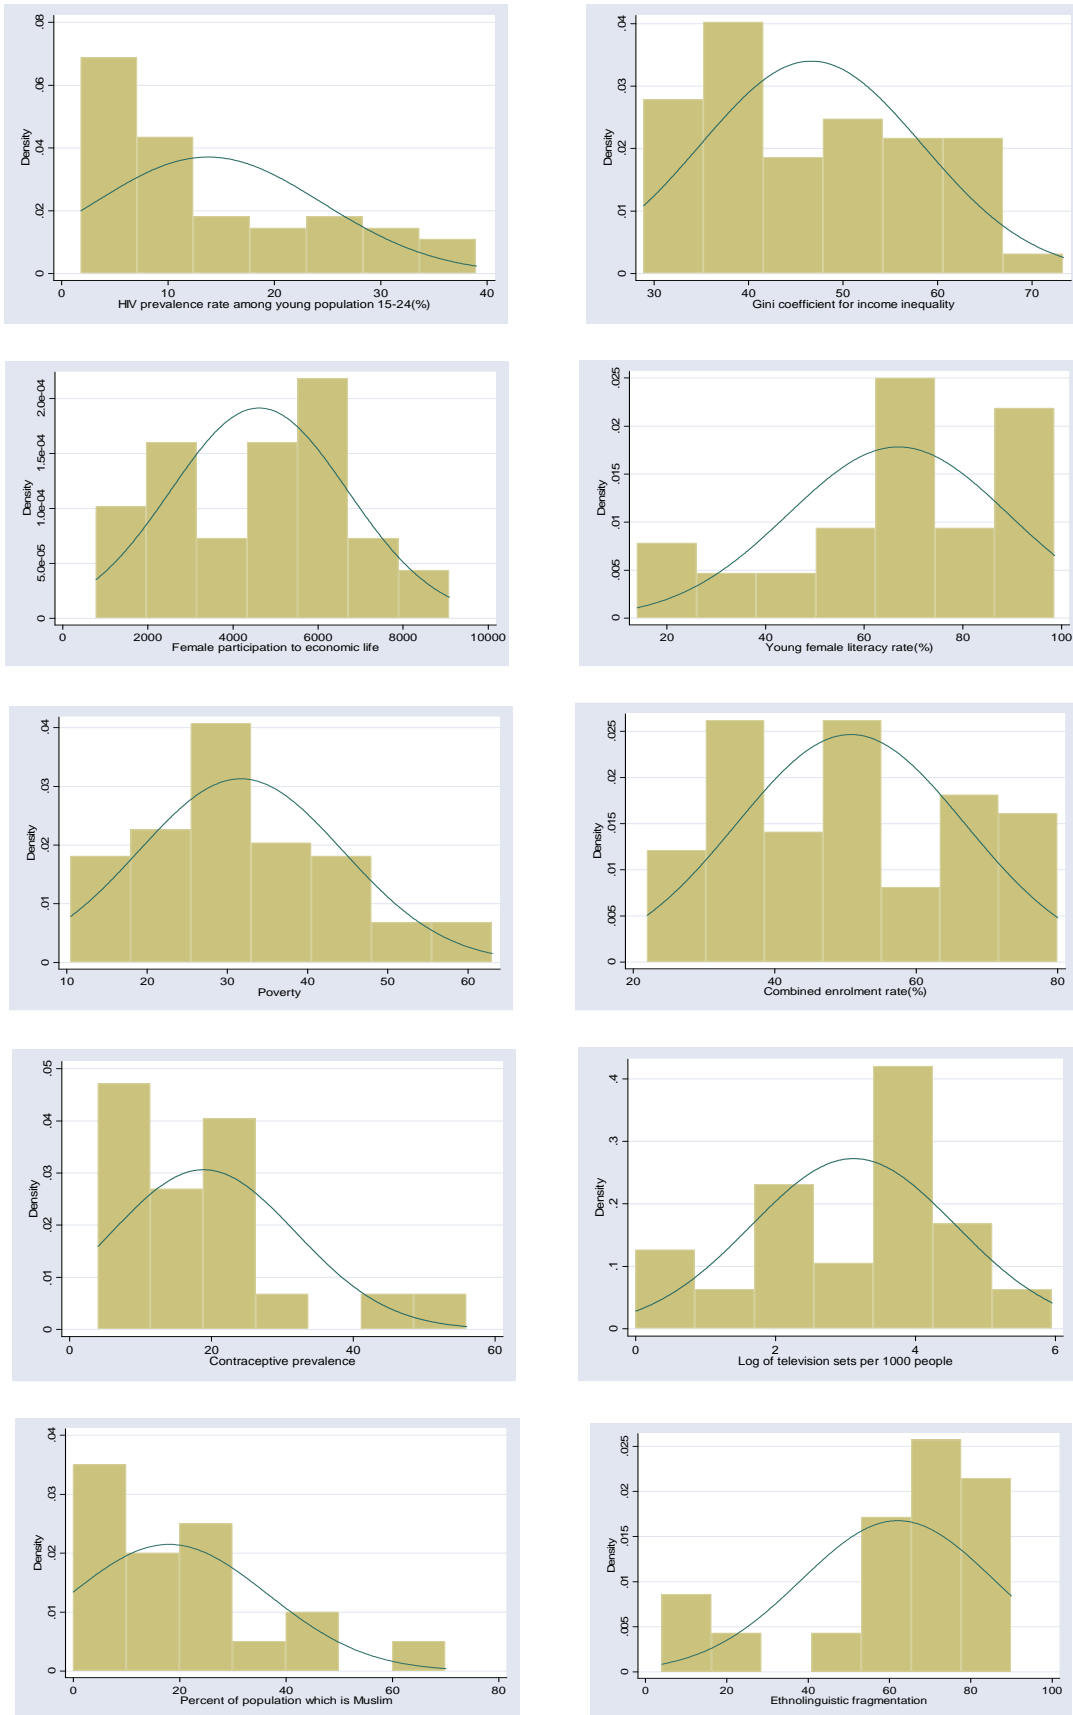 .08
.06
.04
.02
0
Density
0 10 20 30 40
HIV prevalence rate among young population 15-24(%)
.04
.03
.02
.01
0
Density
30 40 50 60 70
Gini coefficient for income inequality
2.0e-04
1.5e-04
1.0e-04
5.0e-05
0
Density
0 2000 4000 6000 8000 10000
Female participation to economic life
.025
.02
.015
.01
.005
0
Density
20 40 60 80 100
Young female literacy rate(%)
.04
.03
.02
.01
0
Density
10 20 30 40 50 60
Poverty
.025
.02
.015
.01
.005
0
Density
20 40 60 80
Combined enrolment rate(%)
.05
.04
.03
.02
.01
0
Density
0 20 40 60
Contraceptive prevalence
.4
.3
.2
.1
0
Density
0 2 4 6
Log of television sets per 1000 people
.04
.03
.02
.01
0
Density
0 20 40 60 80
Percent of population which is Muslim
.025
.02
.015
.01
.005
0
Density
0 20 40 60 80 100
Ethnolinguistic fragmentation